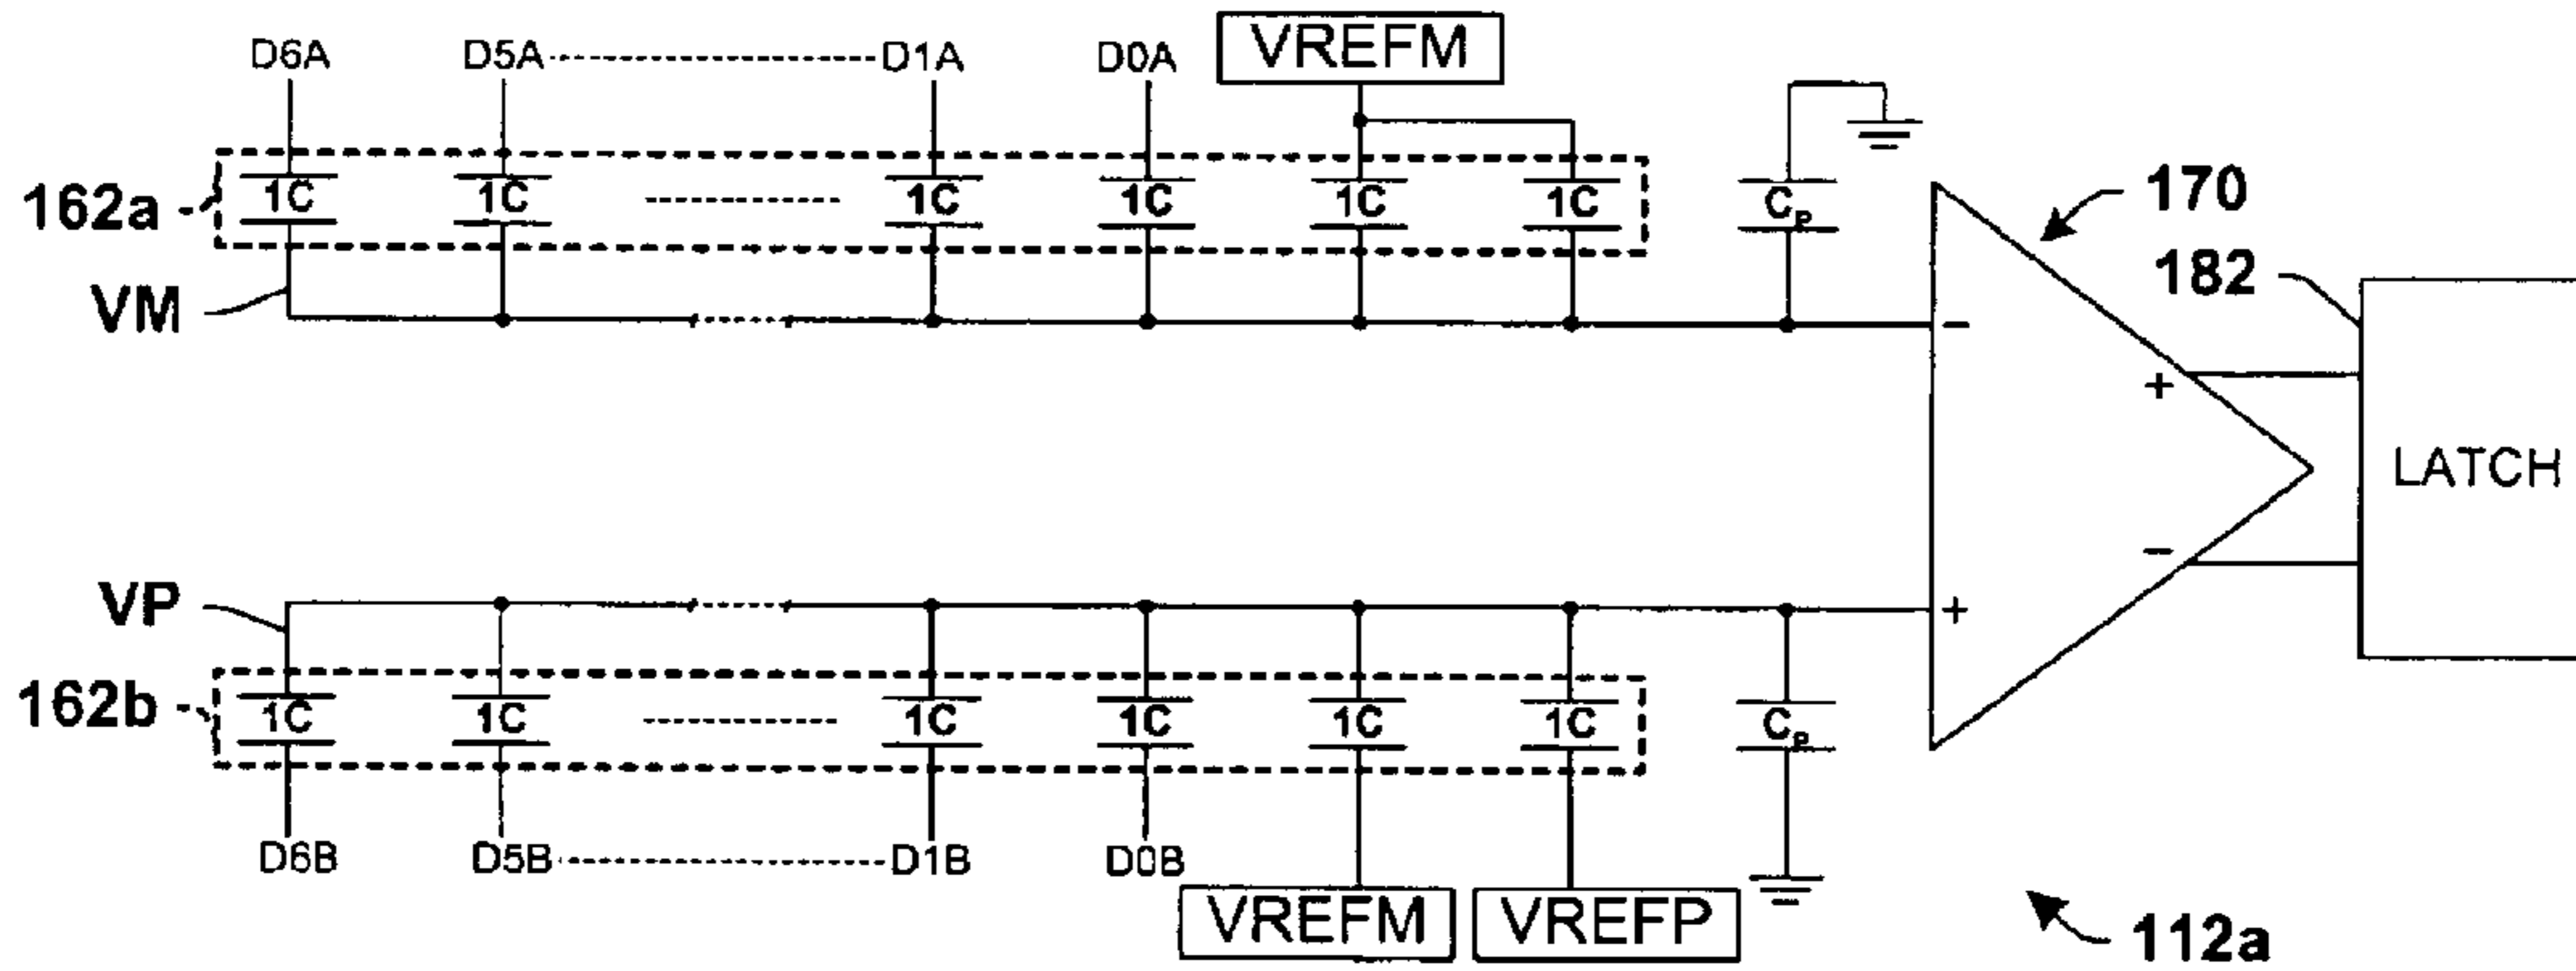 D6A D5A D1A D0A VREFM
162a 1C 1C 1C 1C 1C 1C CP 170
VM 182
-
+
LATCH
-
VP +
162b 1C 1C 1C 1C 1C 1C CP
D6B D5B D1B D0B
VREFM VREFP 112a